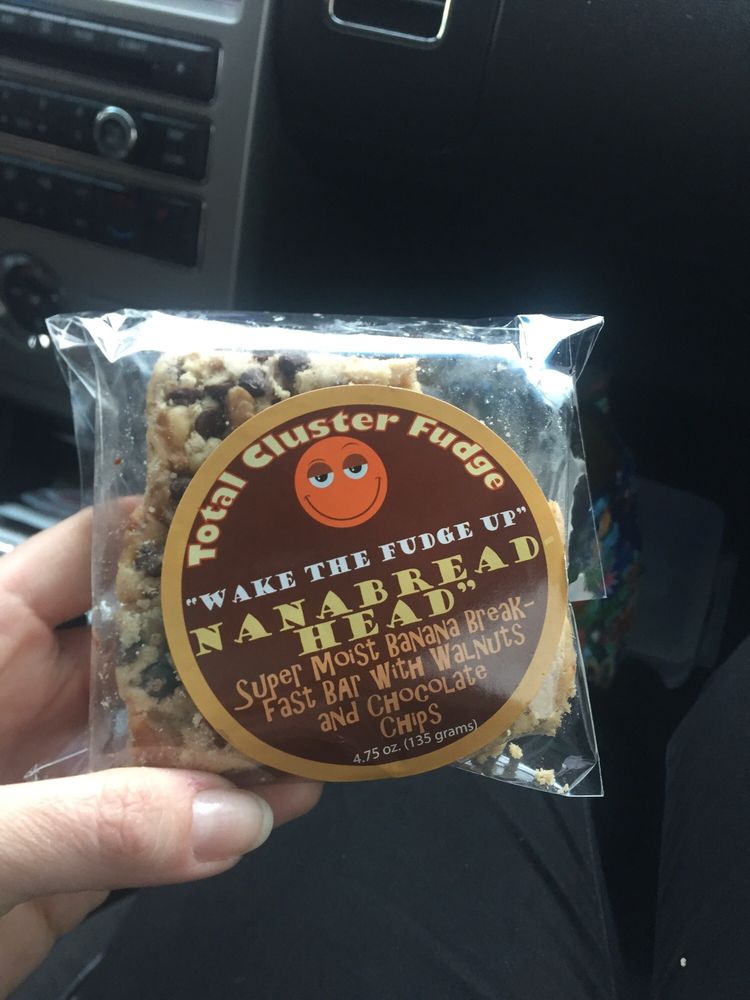 Total Cluster Fudge
"WAKE THE FUDGE UP"
NANABREAD-
HEAD"
Super Moist Banana Break-
fast Bar With Walnuts
and Chocolate
Chips
4.75 oz. (135 grams)